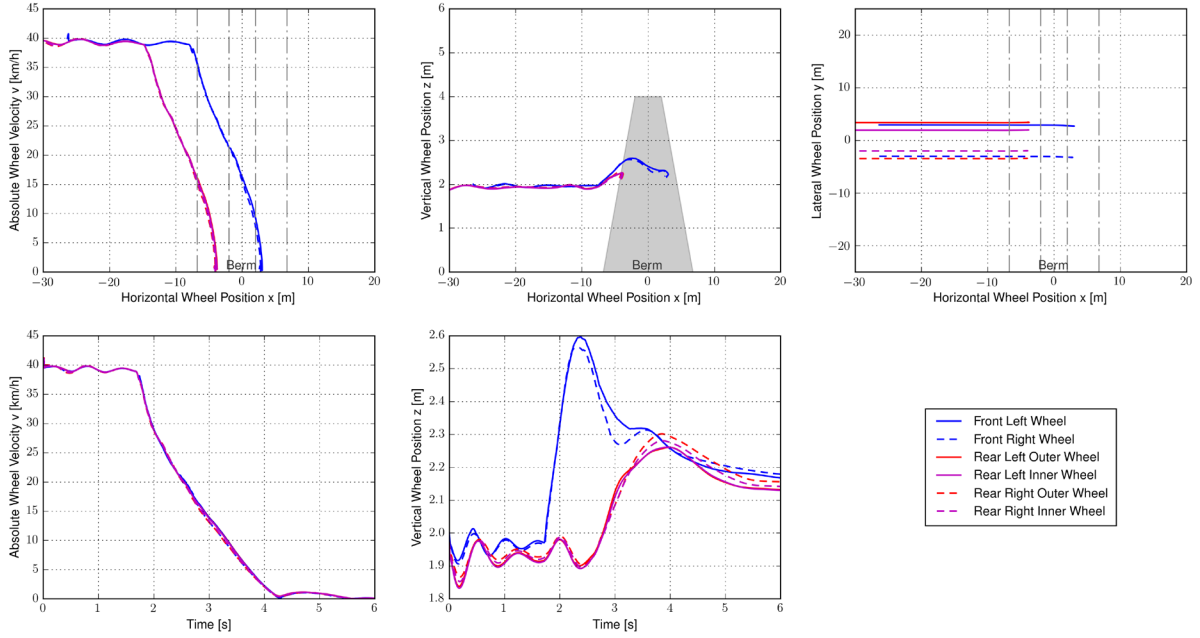 45
40
35
30
25
20
15
10
5
0
Absolute Wheel Velocity v [km/h]
Berm
−30 −20 −10 0 10 20
Horizontal Wheel Position x [m]
6
5
4
3
2
1
0
Vertical Wheel Position z [m]
Berm
−30 −20 −10 0 10 20
Horizontal Wheel Position x [m]
20
10
0
−10
−20
Lateral Wheel Position y [m]
Berm
−30 −20 −10 0 10 20
Horizontal Wheel Position x [m]
45
40
35
30
25
20
15
10
5
0
Absolute Wheel Velocity v [km/h]
0 1 2 3 4 5 6
Time [s]
2.6
2.5
2.4
2.3
2.2
2.1
2.0
1.9
1.8
Vertical Wheel Position z [m]
0 1 2 3 4 5 6
Time [s]
Front Left Wheel
Front Right Wheel
Rear Left Outer Wheel
Rear Left Inner Wheel
Rear Right Outer Wheel
Rear Right Inner Wheel